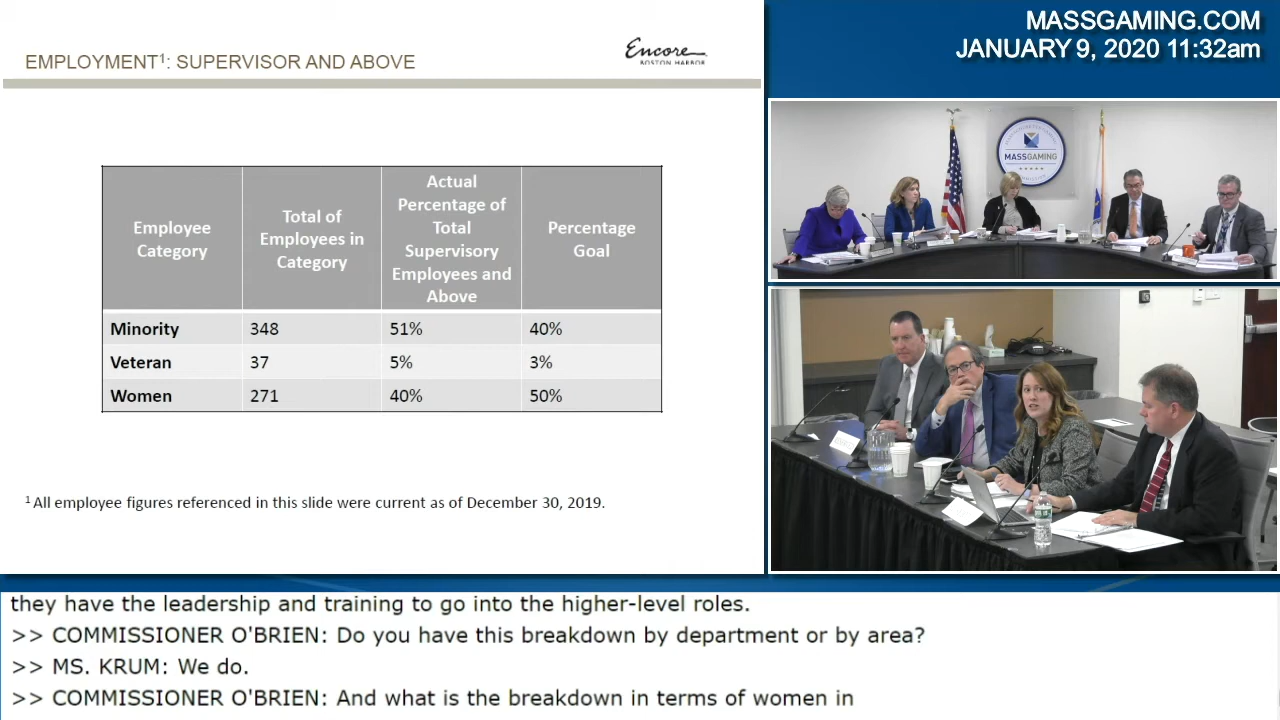 EMPLOYMENT¹: SUPERVISOR AND ABOVE
Encore
BOSTON HARBOR
Employee
Category
Total of
Employees in
Category
Actual
Percentage of
Total
Supervisory
Employees and
Above
Percentage
Goal
Minority 348 51% 40%
Veteran 37 5% 3%
Women 271 40% 50%
¹ All employee figures referenced in this slide were current as of December 30, 2019.
MASSGAMING.COM
JANUARY 9, 2020 11:32am
MASSGAMING
they have the leadership and training to go into the higher-level roles.
>> COMMISSIONER O'BRIEN: Do you have this breakdown by department or by area?
>> MS. KRUM: We do.
>> COMMISSIONER O'BRIEN: And what is the breakdown in terms of women in